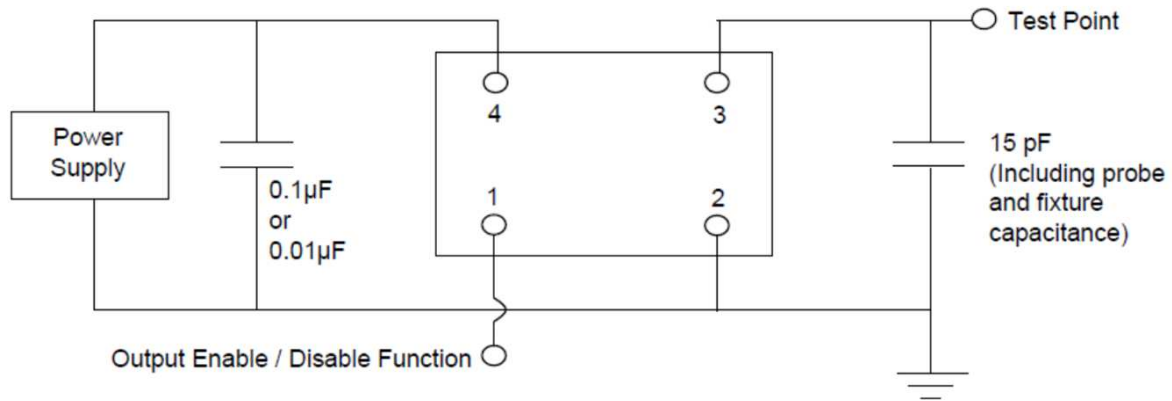 Test Point
4
3
Power
Supply
15 pF
(Including probe
and fixture
capacitance)
0.1µF
or
0.01µF
1
2
Output Enable / Disable Function